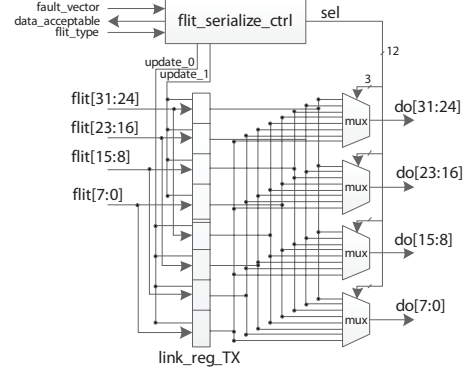 fault_vector
data_acceptable
flit_type
flit_serialize_ctrl
sel
12
update_0
update_1
3
flit[31:24]
flit[23:16]
flit[15:8]
flit[7:0]
mux
do[31:24]
mux
do[23:16]
mux
do[15:8]
mux
do[7:0]
link_reg_TX